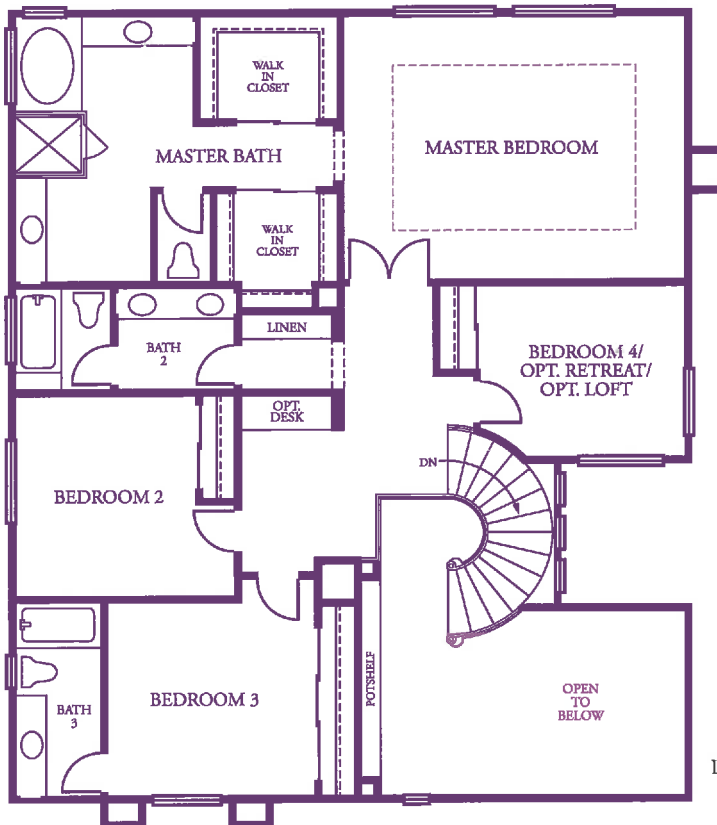 WALK
IN
CLOSET
MASTER BATH
MASTER BEDROOM
WALK
IN
CLOSET
LINEN
BATH
2
BEDROOM 4/
OPT. RETREAT/
OPT. LOFT
OPT.
DESK
DN
BEDROOM 2
POTSHELF
BEDROOM 3
BATH
3
OPEN
TO
BELOW